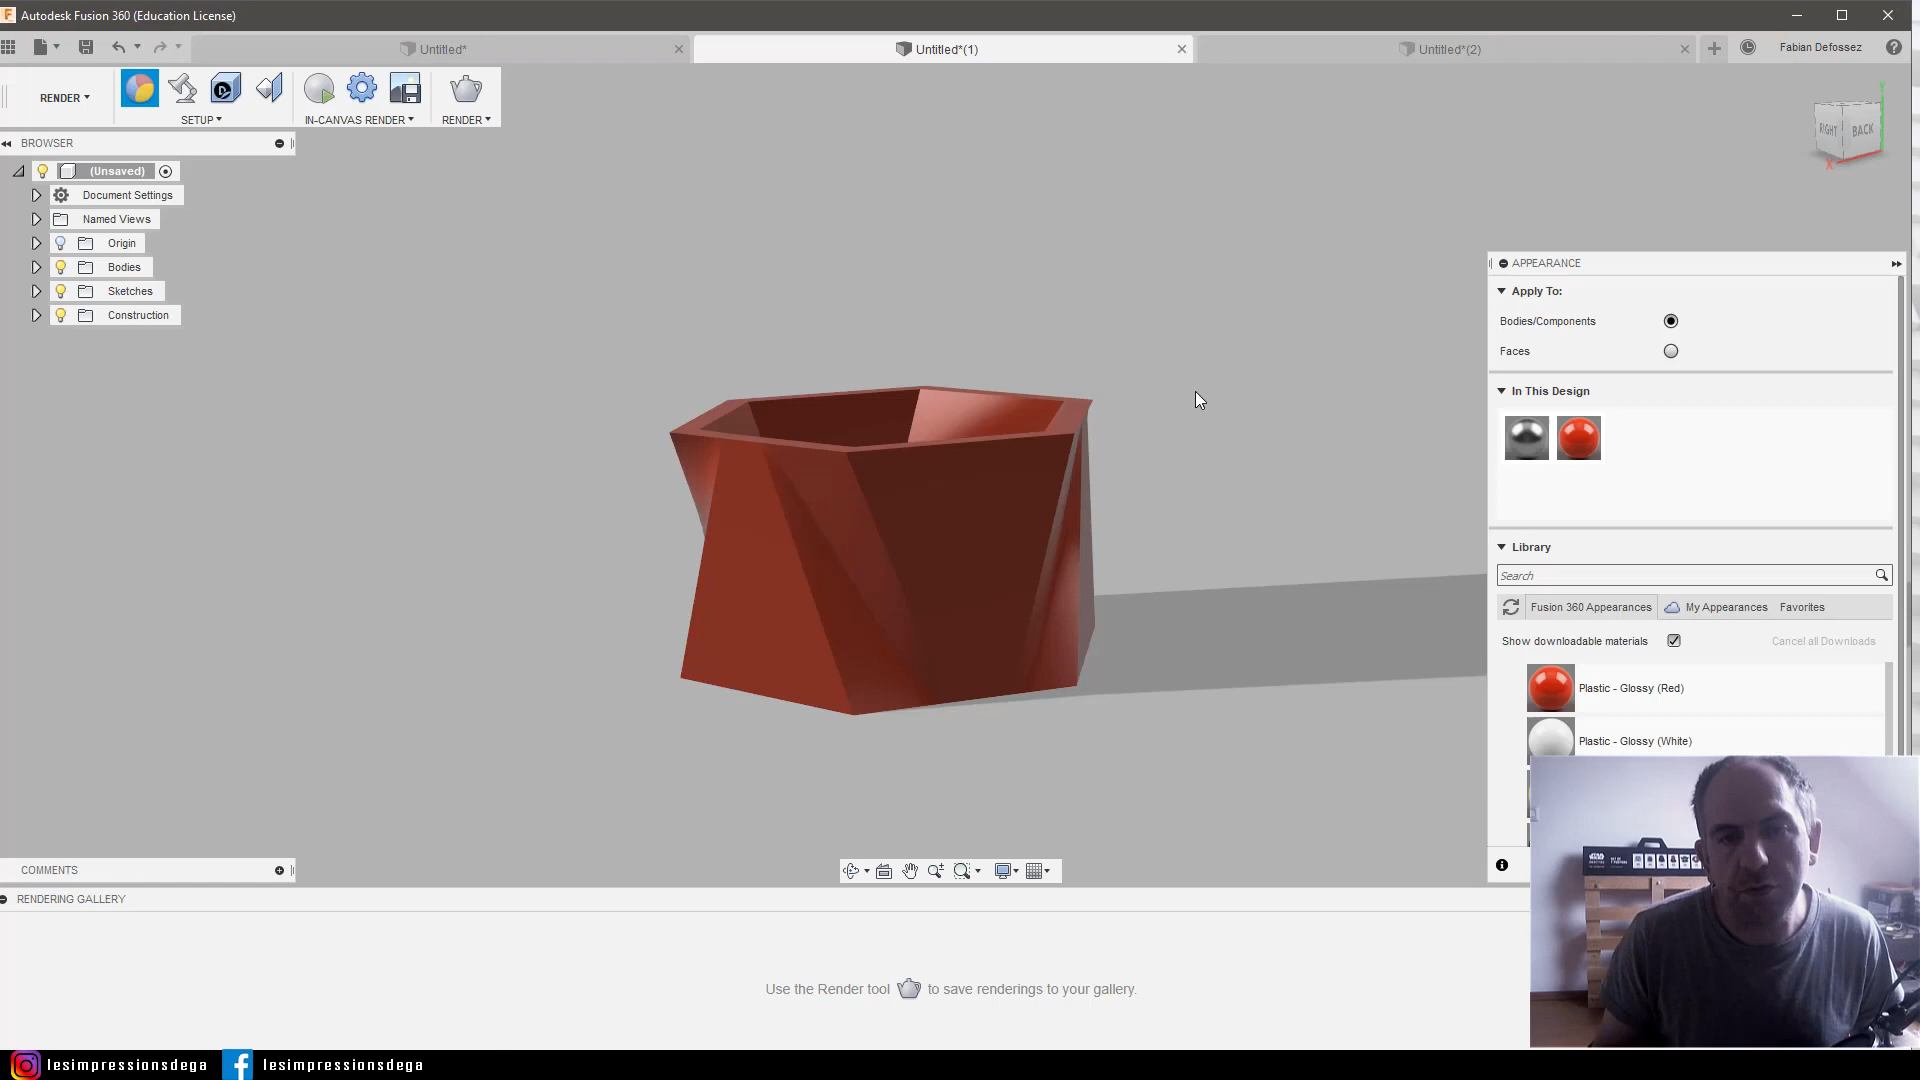 Autodesk Fusion 360 (Education License)
Untitled*
Untitled*(1)
Untitled*(2)
Fabian Defossez
RENDER
SETUP
IN-CANVAS RENDER
RENDER
RIGHT
BACK
Y
X
BROWSER
(Unsaved)
Document Settings
Named Views
Origin
Bodies
Sketches
Construction
APPEARANCE
Apply To:
Bodies/Components
Faces
In This Design
Library
Search
Fusion 360 Appearances
My Appearances
Favorites
Show downloadable materials
Cancel all Downloads
Plastic - Glossy (Red)
Plastic - Glossy (White)
COMMENTS
RENDERING GALLERY
Use the Render tool to save renderings to your gallery.
lesimpressionsdega
lesimpressionsdega